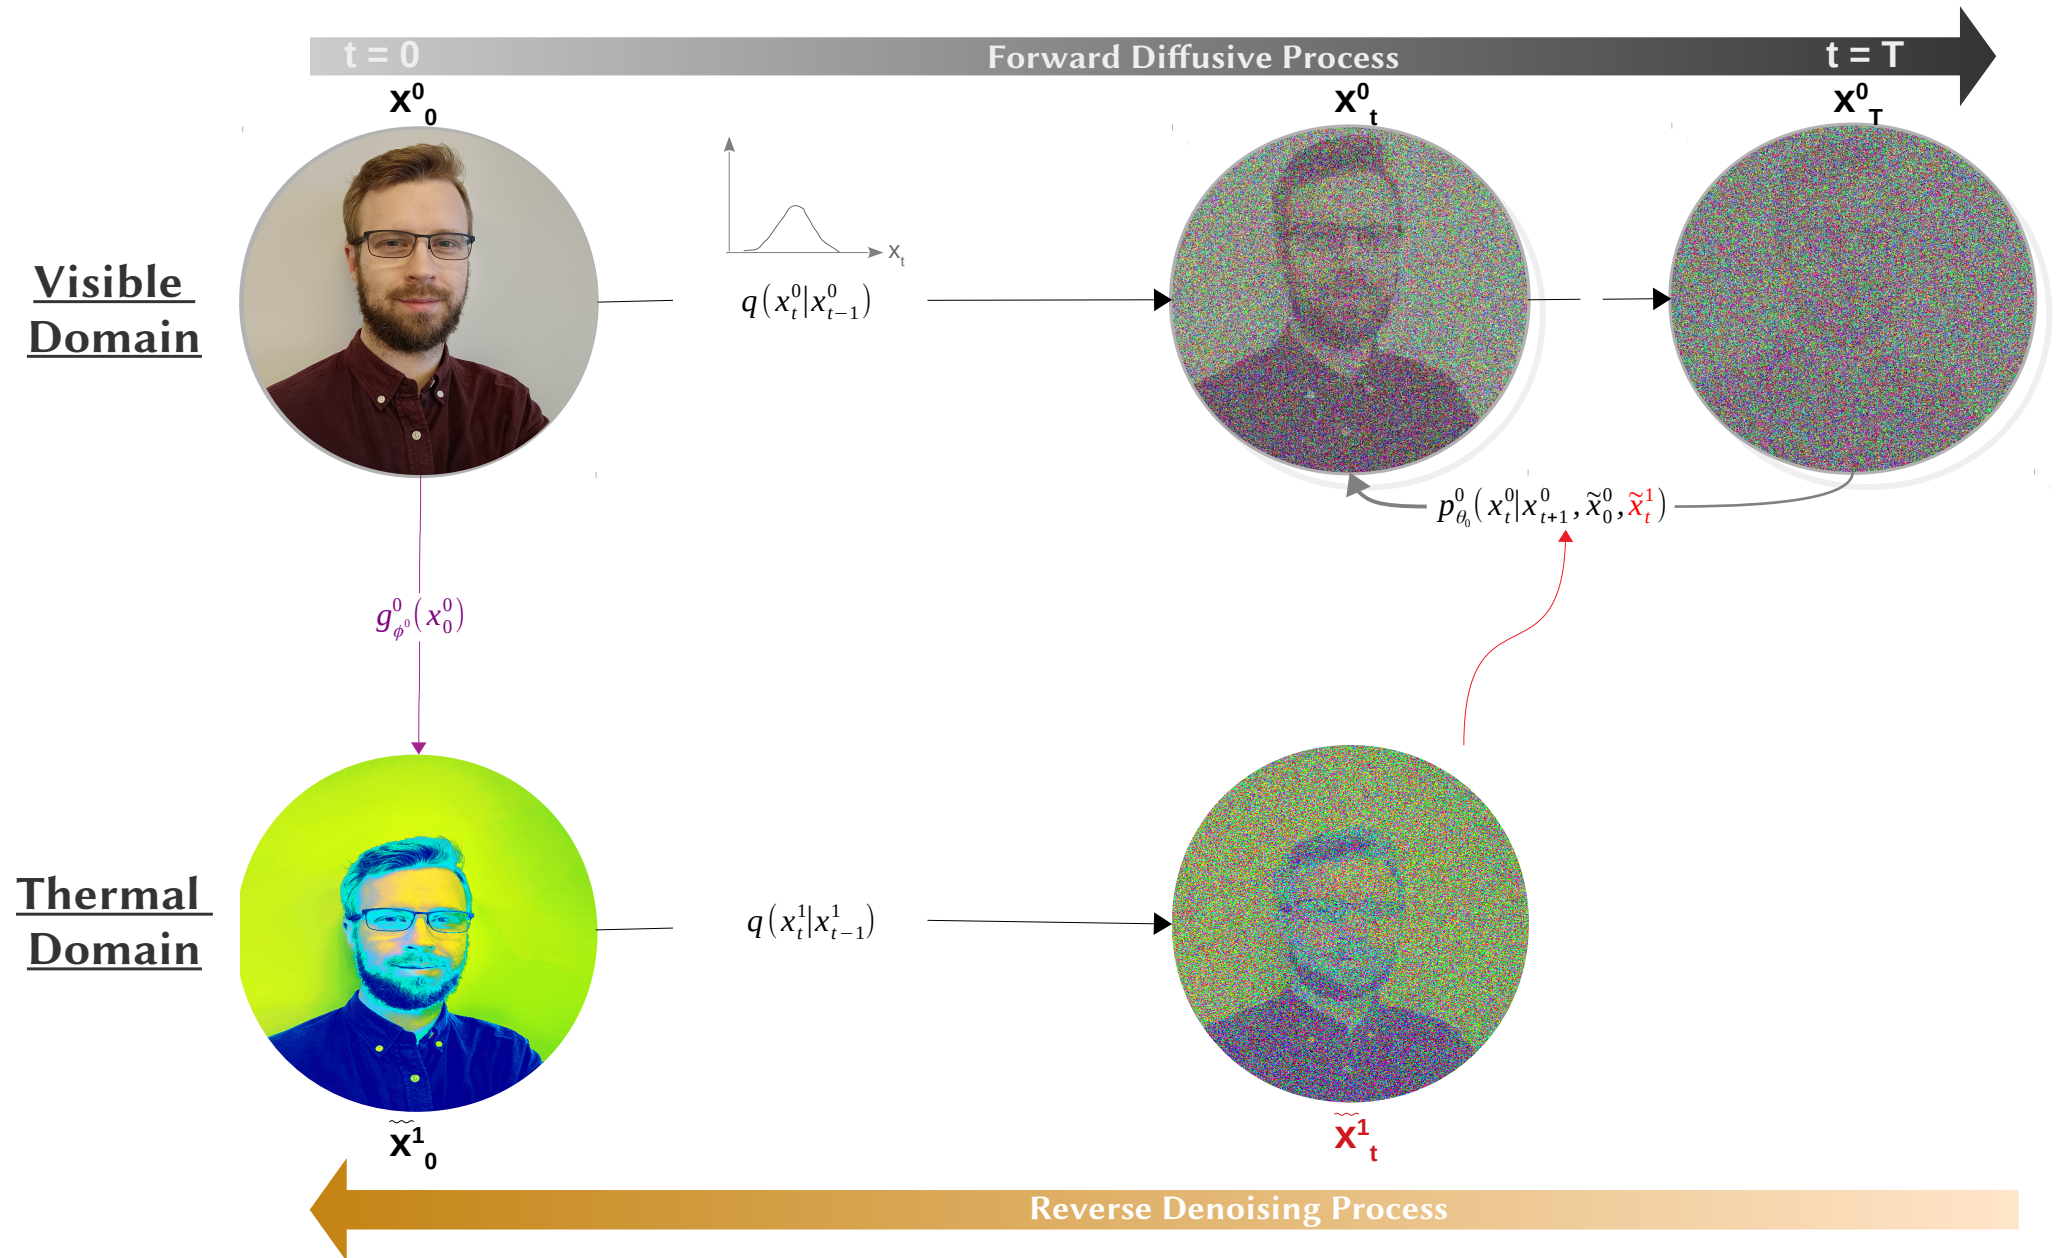 t = 0 Forward Diffusive Process t = T
x⁰₀ x⁰ₜ x⁰_T
xₜ
Visible
Domain
q(x⁰ₜ|x⁰ₜ₋₁)
p⁰_θ₀(x⁰ₜ|x⁰ₜ₊₁, x̃⁰₀, x̃¹ₜ)
g⁰_ϕ⁰(x⁰₀)
Thermal
Domain
q(x¹ₜ|x¹ₜ₋₁)
x̃¹₀ x̃¹ₜ
Reverse Denoising Process